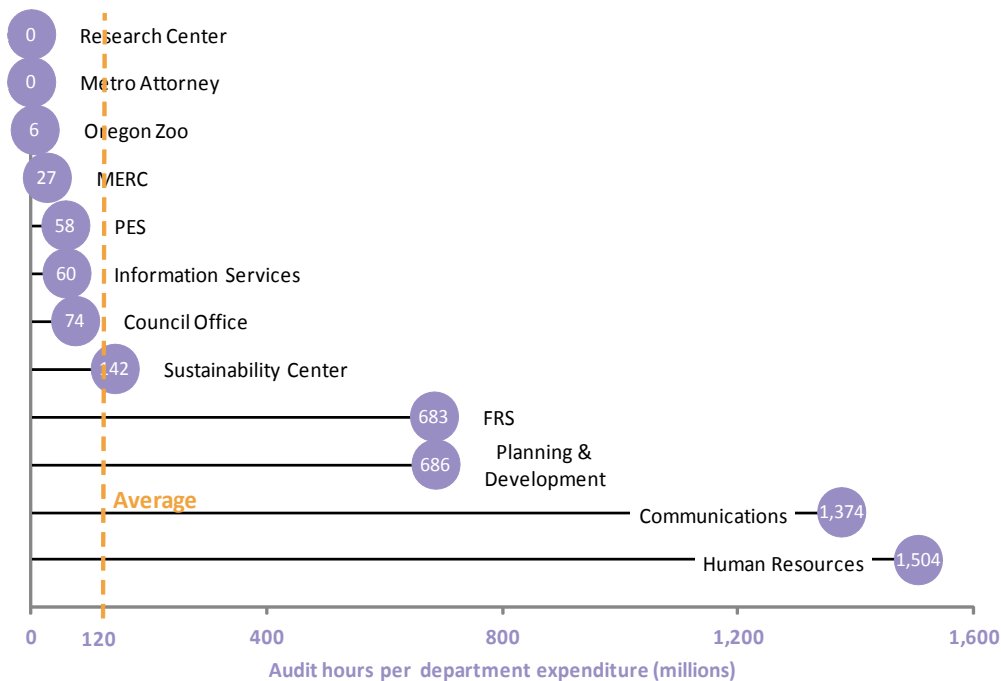 0 Research Center
0 Metro Attorney
6 Oregon Zoo
27 MERC
58 PES
60 Information Services
74 Council Office
142 Sustainability Center
683 FRS
686 Planning &
Development
Average
Communications 1,374
Human Resources 1,504
0 120 400 800 1,200 1,600
Audit hours per department expenditure (millions)